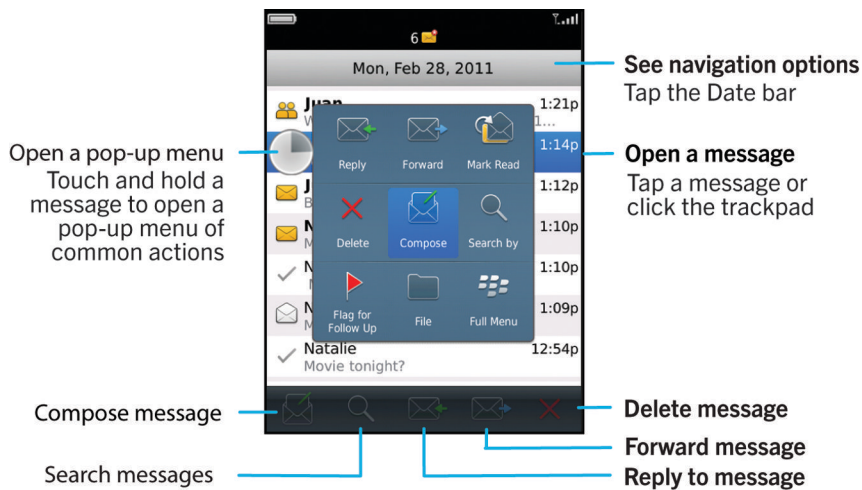 6
Mon, Feb 28, 2011
See navigation options
Tap the Date bar
Juan
1:21p
1...
Open a pop-up menu
Touch and hold a
message to open a
pop-up menu of
common actions
Reply
Forward
Mark Read
1:14p
Open a message
Tap a message or
click the trackpad
J
1:12p
B
Delete
Compose
Search by
N
1:10p
M
N
1:10p
Flag for
Follow Up
File
Full Menu
N
1:09p
M
Natalie
12:54p
Movie tonight?
Compose message
Delete message
Forward message
Search messages
Reply to message